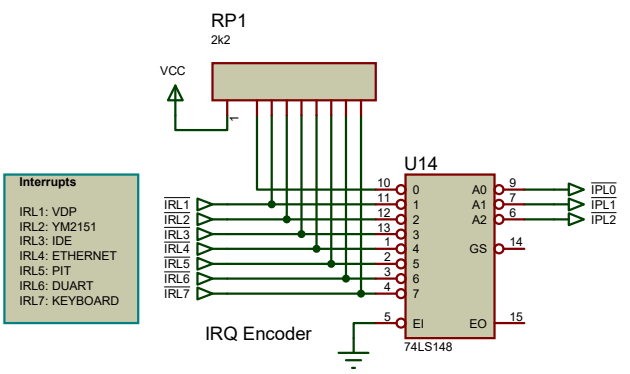 RP1
2k2
VCC
1
U14
Interrupts
IRL1: VDP
IRL2: YM2151
IRL3: IDE
IRL4: ETHERNET
IRL5: PIT
IRL6: DUART
IRL7: KEYBOARD
10 0 A0 9 IPL0
IRL1 11 1 A1 7 IPL1
IRL2 12 2 A2 6 IPL2
IRL3 13 3
IRL4 1 4 GS 14
IRL5 2 5
IRL6 3 6
IRL7 4 7
5 EI EO 15
IRQ Encoder
74LS148